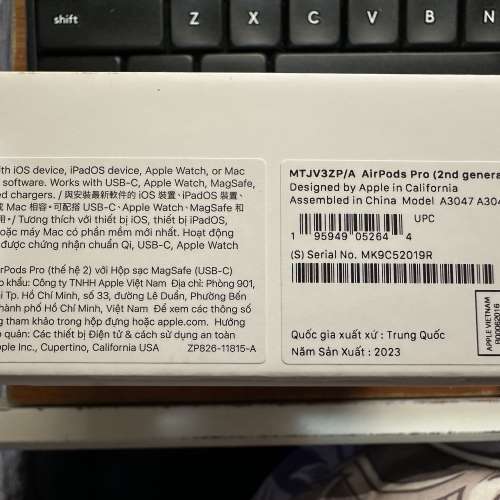 shift
Z
X
C
V
B
N
with iOS device, iPadOS device, Apple Watch, or Mac
software. Works with USB-C, Apple Watch, MagSafe,
chargers. / 與安裝最新軟件的 iOS 裝置、iPadOS 裝置、
或 Mac 相容。可配搭 USB-C、Apple Watch、MagSafe 和
用。/ Tương thích với thiết bị iOS, thiết bị iPadOS,
hoặc máy Mac có phần mềm mới nhất. Hoạt động
được chứng nhận chuẩn Qi, USB-C, Apple Watch
AirPods Pro (thế hệ 2) với Hộp sạc MagSafe (USB-C)
khẩu: Công ty TNHH Apple Việt Nam Địa chỉ: Phòng 901,
Tp. Hồ Chí Minh, số 33, đường Lê Duẩn, Phường Bến
thành phố Hồ Chí Minh, Việt Nam Để xem các thông số
tham khảo trong hộp đựng hoặc apple.com. Hướng
quản: Các thiết bị Điện tử & cách sử dụng an toàn
Inc., Cupertino, California USA ZP826-11815-A
MTJV3ZP/A AirPods Pro (2nd genera
Designed by Apple in California
Assembled in China Model A3047 A304
UPC
1 95949 05264 4
(S) Serial No. MK9C52019R
Quốc gia xuất xứ : Trung Quốc
Năm Sản Xuất : 2023
APPLE VIETNAM
R00062016